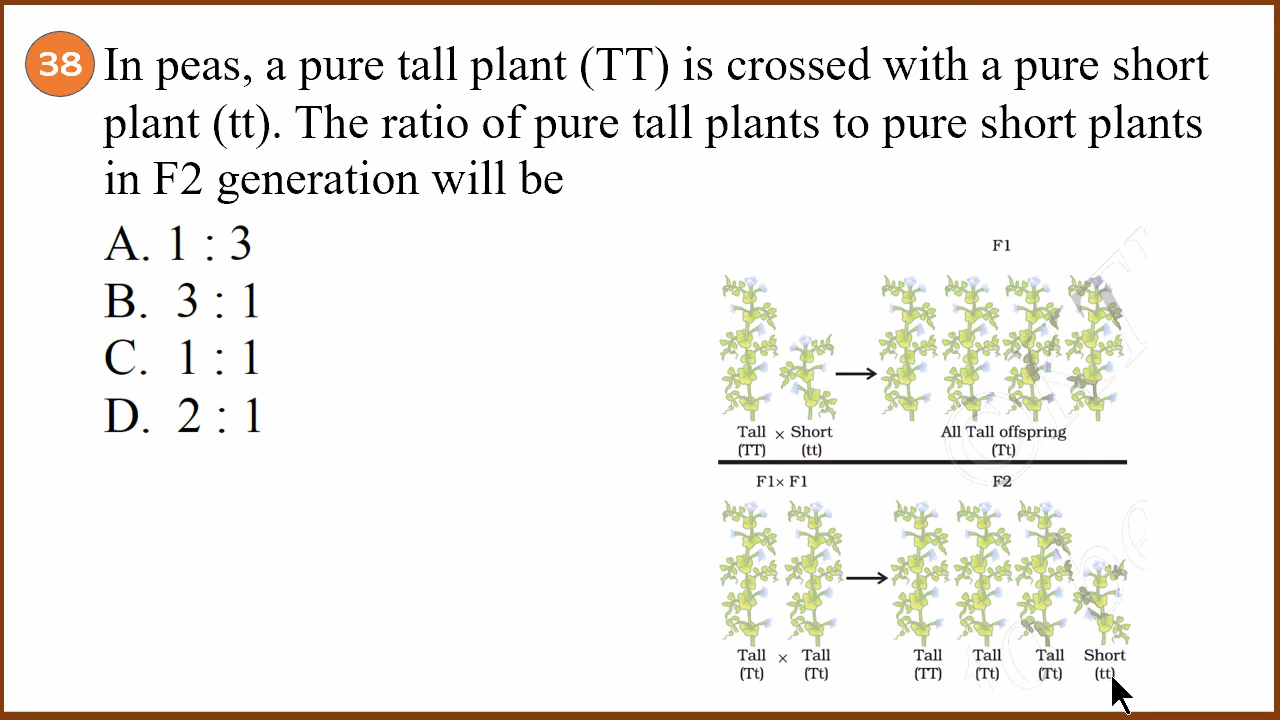 38 In peas, a pure tall plant (TT) is crossed with a pure short
plant (tt). The ratio of pure tall plants to pure short plants
in F2 generation will be
A. 1 : 3
B. 3 : 1
C. 1 : 1
D. 2 : 1
F1
Tall × Short
(TT) (tt)
All Tall offspring
(Tt)
F1× F1
F2
Tall × Tall
(Tt) (Tt)
Tall Tall Tall Short
(TT) (Tt) (Tt) (tt)